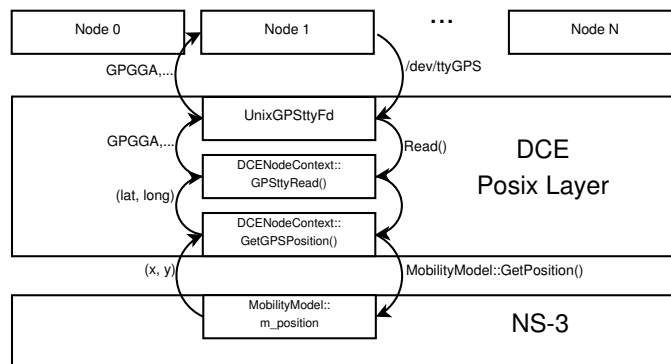 Node 0
Node 1
...
Node N
GPGGA,...
/dev/ttyGPS
UnixGPSttyFd
GPGGA,...
Read()
DCE
Posix Layer
DCENodeContext::
GPSttyRead()
(lat, long)
DCENodeContext::
GetGPSPosition()
(x, y)
MobilityModel::GetPosition()
MobilityModel::
m_position
NS-3